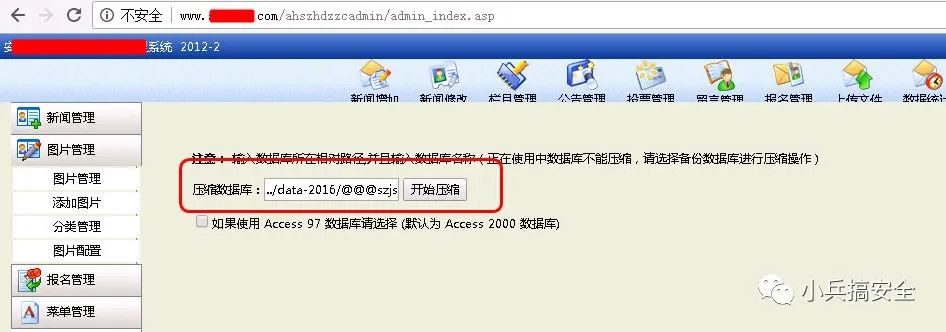 不安全 www. .com/ahszhdzzcadmin/admin_index.asp
系统 2012-2
新闻增加 新闻修改 栏目管理 公告管理 投票管理 留言管理 报名管理 上传文件 数据统计
新闻管理
图片管理
图片管理
添加图片
分类管理
图片配置
报名管理
菜单管理
注意： 输入数据库所在相对路径,并且输入数据库名称（正在使用中数据库不能压缩，请选择备份数据库进行压缩操作）
压缩数据库：../data-2016/@@@szjs 开始压缩
如果使用 Access 97 数据库请选择 (默认为 Access 2000 数据库)
小兵搞安全